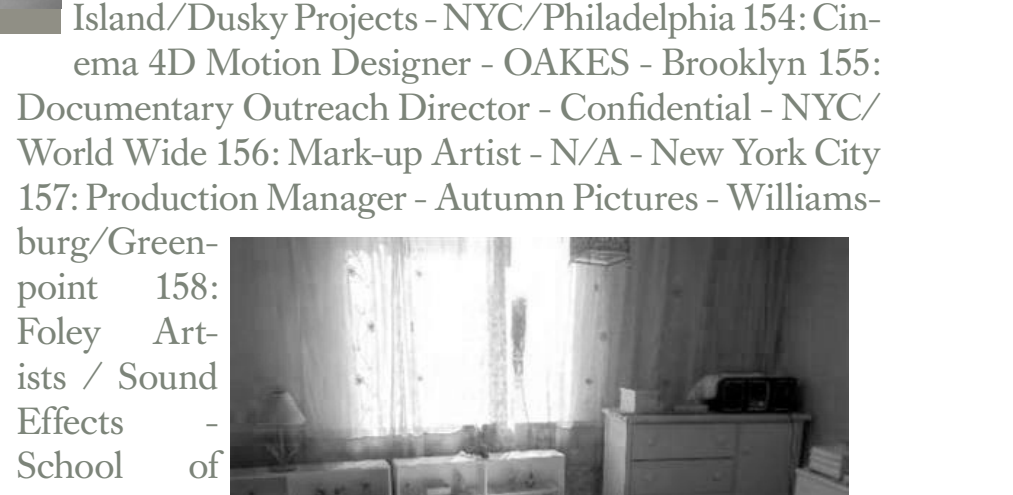 Island/Dusky Projects - NYC/Philadelphia 154: Cin-
ema 4D Motion Designer - OAKES - Brooklyn 155:
Documentary Outreach Director - Confidential - NYC/
World Wide 156: Mark-up Artist - N/A - New York City
157: Production Manager - Autumn Pictures - Williams-
burg/Green-
point 158:
Foley Art-
ists / Sound
Effects -
School of